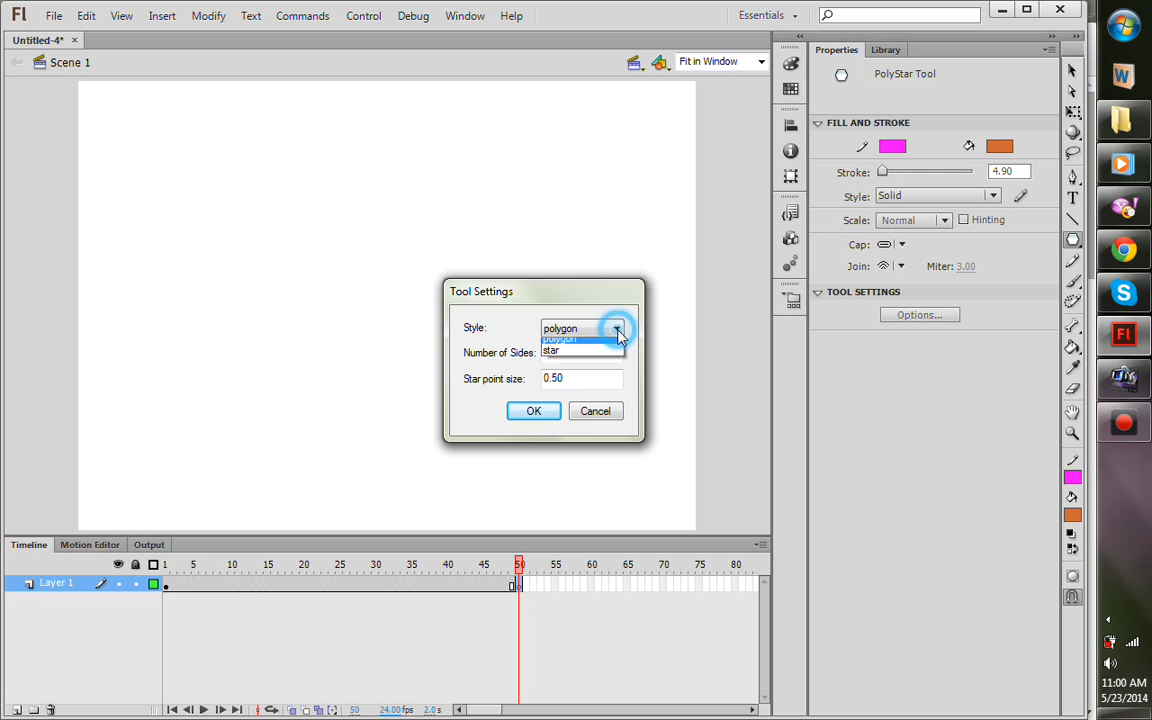 Fl File Edit View Insert Modify Text Commands Control Debug Window Help Essentials
Untitled-4*
Scene 1 Fit in Window
Properties Library
PolyStar Tool
FILL AND STROKE
Stroke: 4.90
Style: Solid
Scale: Normal Hinting
Cap:
Join: Miter: 3.00
TOOL SETTINGS
Options...
Tool Settings
Style: polygon
polygon
star
Number of Sides:
Star point size: 0.50
OK Cancel
Timeline Motion Editor Output
1 5 10 15 20 25 30 35 40 45 50 55 60 65 70 75 80
Layer 1
50 24.00fps 2.0s
11:00 AM
5/23/2014